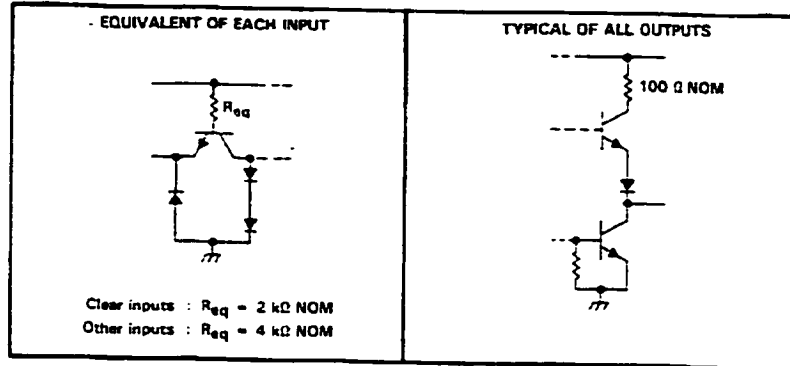 EQUIVALENT OF EACH INPUT
Req
Clear inputs : Req = 2 kΩ NOM
Other inputs : Req = 4 kΩ NOM
TYPICAL OF ALL OUTPUTS
100 Ω NOM